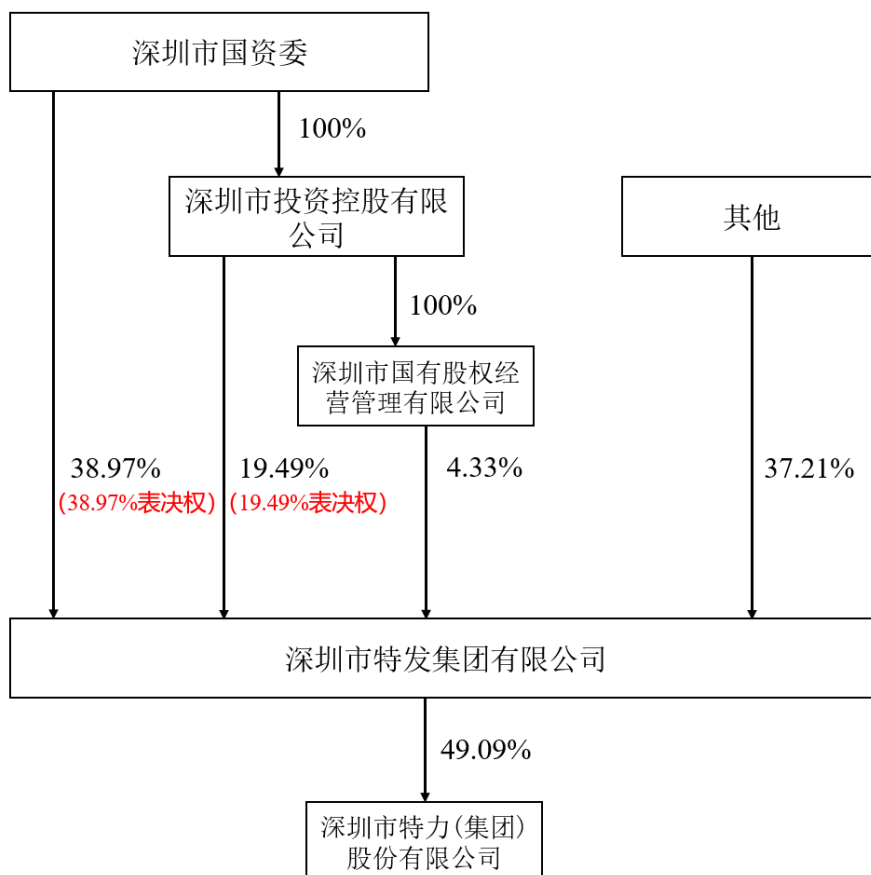 深圳市国资委
100%
深圳市投资控股有限
公司
其他
100%
深圳市国有股权经
营管理有限公司
38.97%
(38.97%表决权)
19.49%
(19.49%表决权)
4.33%
37.21%
深圳市特发集团有限公司
49.09%
深圳市特力(集团)
股份有限公司